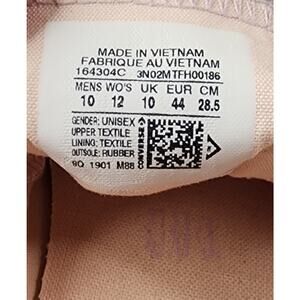 MADE IN VIETNAM
FABRIQUE AU VIETNAM
164304C 3N02MTFH00186
MENS WO'S UK EUR CM
10 12 10 44 28.5
GENDER: UNISEX
UPPER: TEXTILE
LINING: TEXTILE
OUTSOLE: RUBBER
CONVERSE
9Q 1901 M88